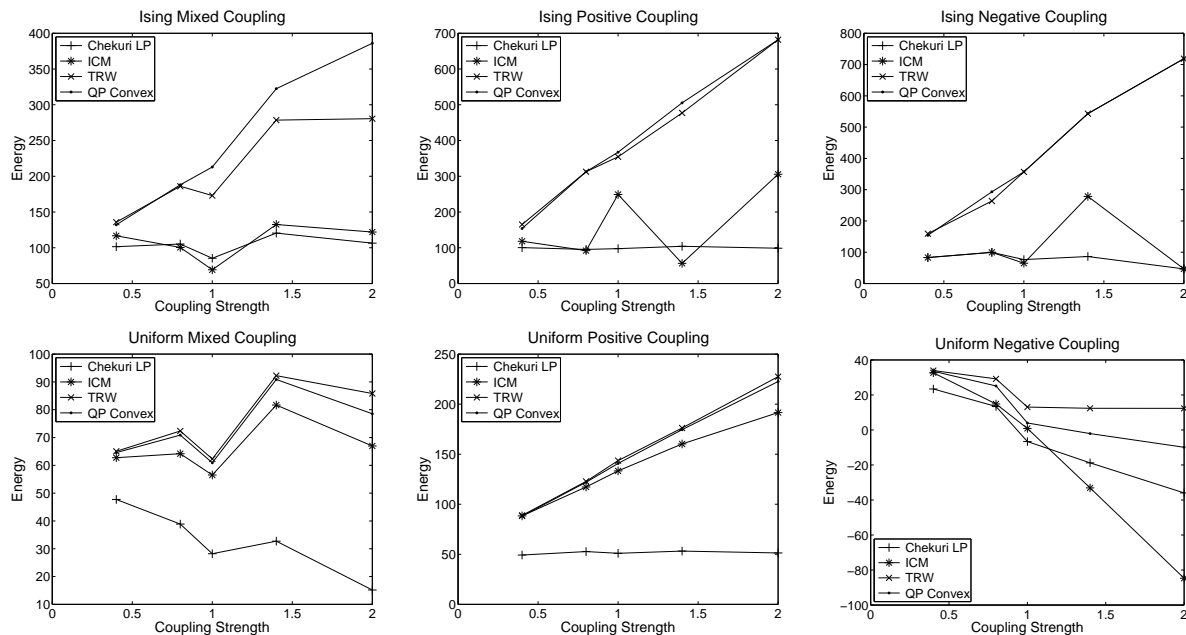 Ising Mixed Coupling
400
350
300
250
200
150
100
50
0 0.5 1 1.5 2
Energy
Coupling Strength
Chekuri LP
ICM
TRW
QP Convex
Ising Positive Coupling
700
600
500
400
300
200
100
0
0 0.5 1 1.5 2
Energy
Coupling Strength
Chekuri LP
ICM
TRW
QP Convex
Ising Negative Coupling
800
700
600
500
400
300
200
100
0
0 0.5 1 1.5 2
Energy
Coupling Strength
Chekuri LP
ICM
TRW
QP Convex
Uniform Mixed Coupling
100
90
80
70
60
50
40
30
20
10
0 0.5 1 1.5 2
Energy
Coupling Strength
Chekuri LP
ICM
TRW
QP Convex
Uniform Positive Coupling
250
200
150
100
50
0
0 0.5 1 1.5 2
Energy
Coupling Strength
Chekuri LP
ICM
TRW
QP Convex
Uniform Negative Coupling
40
20
0
−20
−40
−60
−80
−100
0 0.5 1 1.5 2
Energy
Coupling Strength
Chekuri LP
ICM
TRW
QP Convex